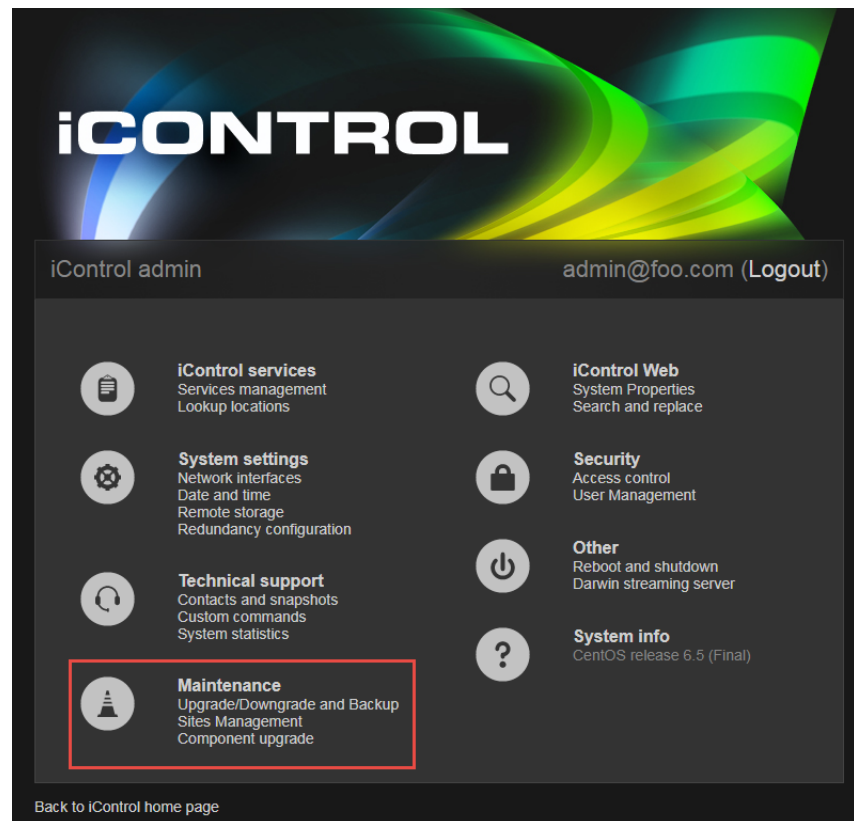 iCONTROL
iControl admin
admin@foo.com (Logout)
iControl services
Services management
Lookup locations
System settings
Network interfaces
Date and time
Remote storage
Redundancy configuration
Technical support
Contacts and snapshots
Custom commands
System statistics
Maintenance
Upgrade/Downgrade and Backup
Sites Management
Component upgrade
iControl Web
System Properties
Search and replace
Security
Access control
User Management
Other
Reboot and shutdown
Darwin streaming server
System info
CentOS release 6.5 (Final)
Back to iControl home page